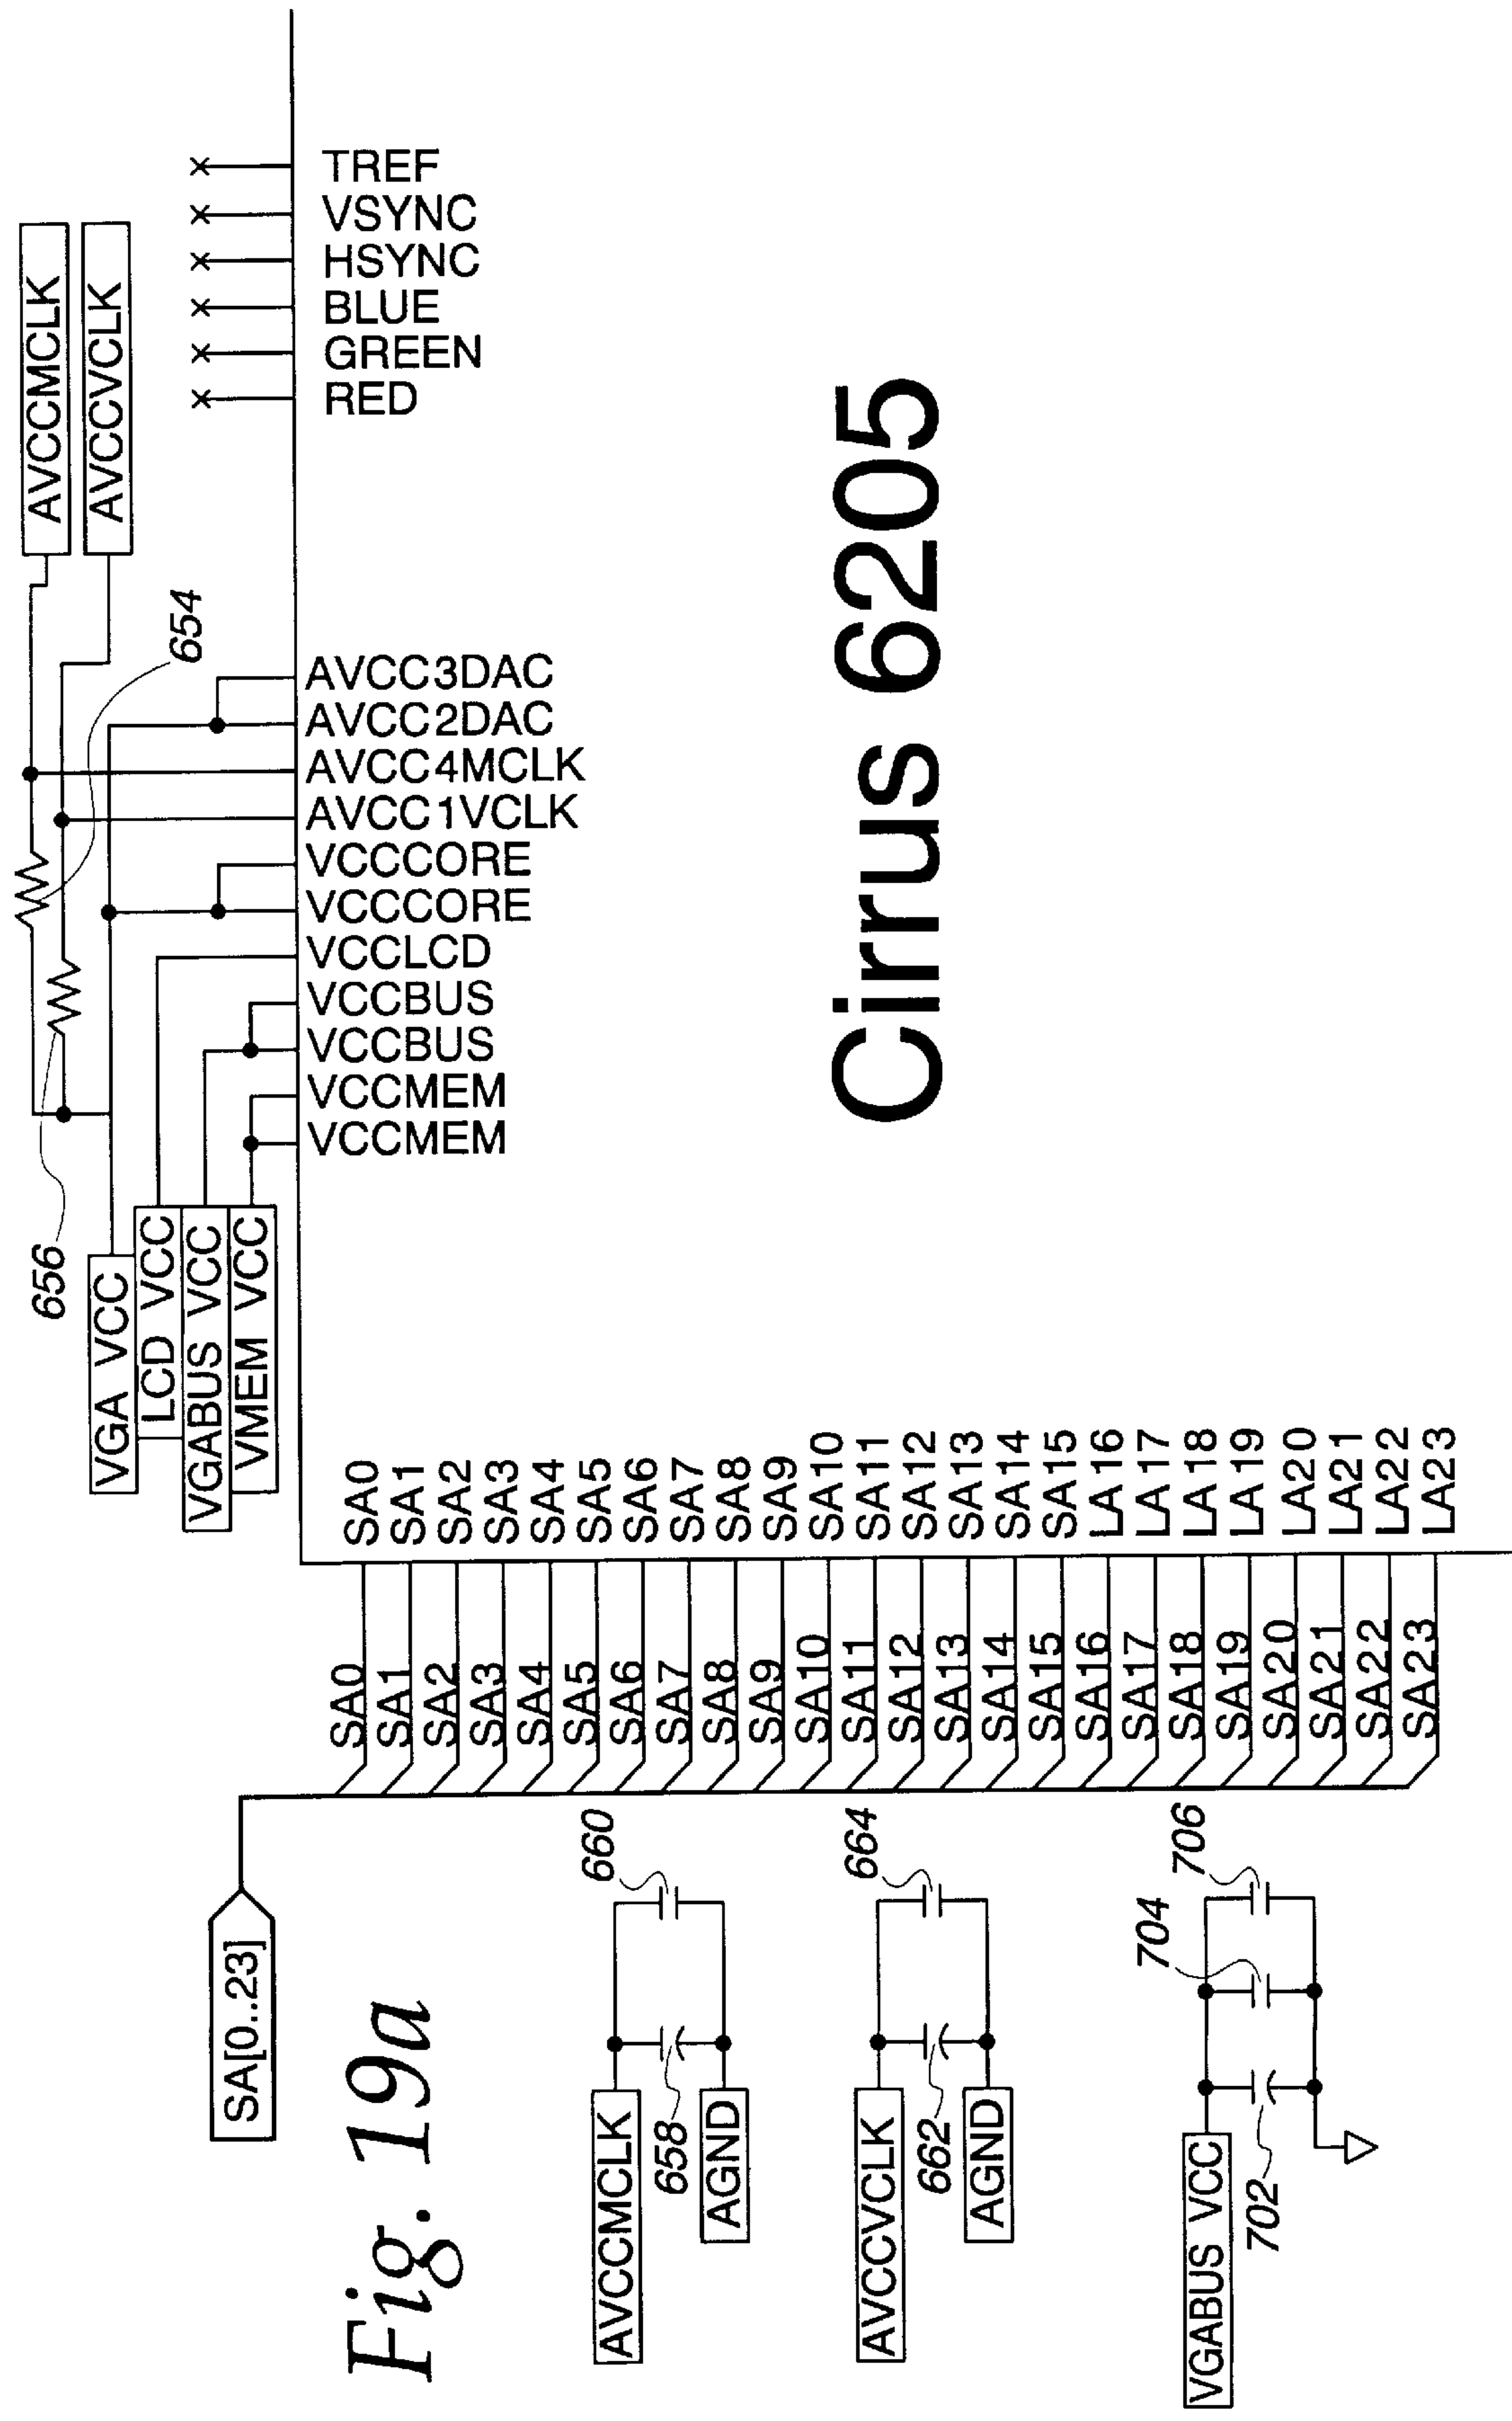 AVCCMCLK
AVCCVCLK
656
654
VGA VCC
LCD VCC
VGABUS VCC
VMEM VCC
VCCMEM
VCCMEM
VCCBUS
VCCBUS
VCCLCD
VCCCORE
VCCCORE
AVCC1VCLK
AVCC4MCLK
AVCC2DAC
AVCC3DAC
RED
GREEN
BLUE
HSYNC
VSYNC
TREF
SA[0..23]
Fig. 19a
SA0 SA0
SA1 SA1
SA2 SA2
SA3 SA3
SA4 SA4
SA5 SA5
SA6 SA6
SA7 SA7
SA8 SA8
SA9 SA9
SA10 SA10
SA11 SA11
SA12 SA12
SA13 SA13
SA14 SA14
SA15 SA15
SA16 LA16
SA17 LA17
SA18 LA18
SA19 LA19
SA20 LA20
SA21 LA21
SA22 LA22
SA23 LA23
Cirrus 6205
AVCCMCLK
660
658
AGND
AVCCVCLK
664
662
AGND
VGABUS VCC
704
706
702